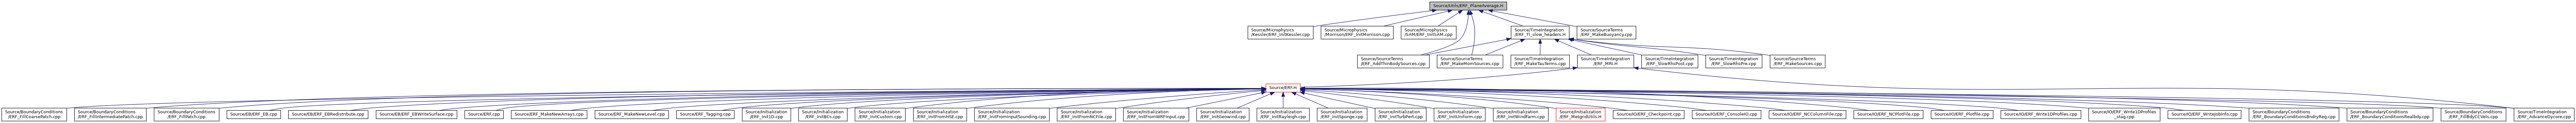 Source/Utils/ERF_PlaneAverage.H
Source/Microphysics
/Kessler/ERF_InitKessler.cpp
Source/Microphysics
/Morrison/ERF_InitMorrison.cpp
Source/Microphysics
/SAM/ERF_InitSAM.cpp
Source/TimeIntegration
/ERF_TI_slow_headers.H
Source/SourceTerms
/ERF_MakeBuoyancy.cpp
Source/SourceTerms
/ERF_AddThinBodySources.cpp
Source/SourceTerms
/ERF_MakeMomSources.cpp
Source/TimeIntegration
/ERF_MakeTauTerms.cpp
Source/TimeIntegration
/ERF_MRI.H
Source/TimeIntegration
/ERF_SlowRhsPost.cpp
Source/TimeIntegration
/ERF_SlowRhsPre.cpp
Source/SourceTerms
/ERF_MakeSources.cpp
Source/ERF.H
Source/BoundaryConditions
/ERF_FillCoarsePatch.cpp
Source/BoundaryConditions
/ERF_FillIntermediatePatch.cpp
Source/BoundaryConditions
/ERF_FillPatch.cpp
Source/EB/ERF_EB.cpp
Source/EB/ERF_EBRedistribute.cpp
Source/EB/ERF_EBWriteSurface.cpp
Source/ERF.cpp
Source/ERF_MakeNewArrays.cpp
Source/ERF_MakeNewLevel.cpp
Source/ERF_Tagging.cpp
Source/Initialization
/ERF_Init1D.cpp
Source/Initialization
/ERF_InitBCs.cpp
Source/Initialization
/ERF_InitCustom.cpp
Source/Initialization
/ERF_InitFromHSE.cpp
Source/Initialization
/ERF_InitFromInputSounding.cpp
Source/Initialization
/ERF_InitFromNCFile.cpp
Source/Initialization
/ERF_InitFromWRFInput.cpp
Source/Initialization
/ERF_InitGeowind.cpp
Source/Initialization
/ERF_InitRayleigh.cpp
Source/Initialization
/ERF_InitSponge.cpp
Source/Initialization
/ERF_InitTurbPert.cpp
Source/Initialization
/ERF_InitUniform.cpp
Source/Initialization
/ERF_InitWindFarm.cpp
Source/Initialization
/ERF_MetgridUtils.H
Source/IO/ERF_Checkpoint.cpp
Source/IO/ERF_ConsoleIO.cpp
Source/IO/ERF_NCColumnFile.cpp
Source/IO/ERF_NCPlotFile.cpp
Source/IO/ERF_Plotfile.cpp
Source/IO/ERF_Write1DProfiles.cpp
Source/IO/ERF_Write1DProfiles
_stag.cpp
Source/IO/ERF_WriteJobInfo.cpp
Source/BoundaryConditions
/ERF_BoundaryConditionsBndryReg.cpp
Source/BoundaryConditions
/ERF_BoundaryConditionsRealbdy.cpp
Source/BoundaryConditions
/ERF_FillBdyCCVels.cpp
Source/TimeIntegration
/ERF_AdvanceDycore.cpp